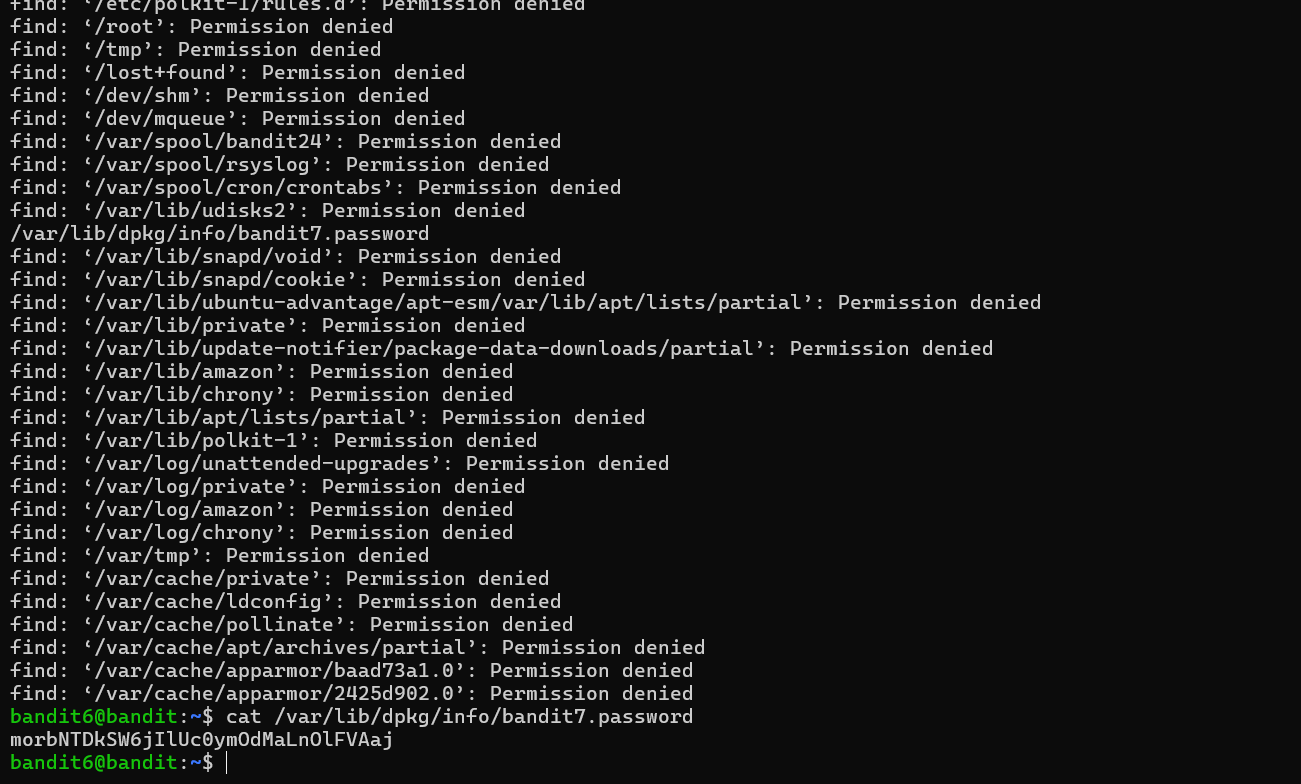 find: ‘/etc/polkit-1/rules.d’: Permission denied
find: ‘/root’: Permission denied
find: ‘/tmp’: Permission denied
find: ‘/lost+found’: Permission denied
find: ‘/dev/shm’: Permission denied
find: ‘/dev/mqueue’: Permission denied
find: ‘/var/spool/bandit24’: Permission denied
find: ‘/var/spool/rsyslog’: Permission denied
find: ‘/var/spool/cron/crontabs’: Permission denied
find: ‘/var/lib/udisks2’: Permission denied
/var/lib/dpkg/info/bandit7.password
find: ‘/var/lib/snapd/void’: Permission denied
find: ‘/var/lib/snapd/cookie’: Permission denied
find: ‘/var/lib/ubuntu-advantage/apt-esm/var/lib/apt/lists/partial’: Permission denied
find: ‘/var/lib/private’: Permission denied
find: ‘/var/lib/update-notifier/package-data-downloads/partial’: Permission denied
find: ‘/var/lib/amazon’: Permission denied
find: ‘/var/lib/chrony’: Permission denied
find: ‘/var/lib/apt/lists/partial’: Permission denied
find: ‘/var/lib/polkit-1’: Permission denied
find: ‘/var/log/unattended-upgrades’: Permission denied
find: ‘/var/log/private’: Permission denied
find: ‘/var/log/amazon’: Permission denied
find: ‘/var/log/chrony’: Permission denied
find: ‘/var/tmp’: Permission denied
find: ‘/var/cache/private’: Permission denied
find: ‘/var/cache/ldconfig’: Permission denied
find: ‘/var/cache/pollinate’: Permission denied
find: ‘/var/cache/apt/archives/partial’: Permission denied
find: ‘/var/cache/apparmor/baad73a1.0’: Permission denied
find: ‘/var/cache/apparmor/2425d902.0’: Permission denied
bandit6@bandit:~$ cat /var/lib/dpkg/info/bandit7.password
morbNTDkSW6jIlUc0ymOdMaLnOlFVAaj
bandit6@bandit:~$